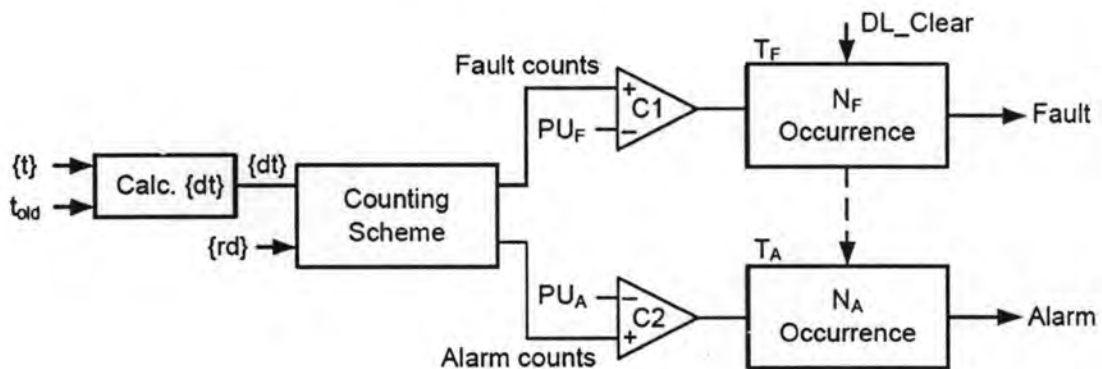 DL_Clear
T_F
Fault counts
+
C1
N_F
Occurrence
Fault
PU_F
−
{t}
{dt}
Calc. {dt}
t_old
Counting
Scheme
{rd}
T_A
PU_A
−
C2
N_A
Occurrence
Alarm
+
Alarm counts